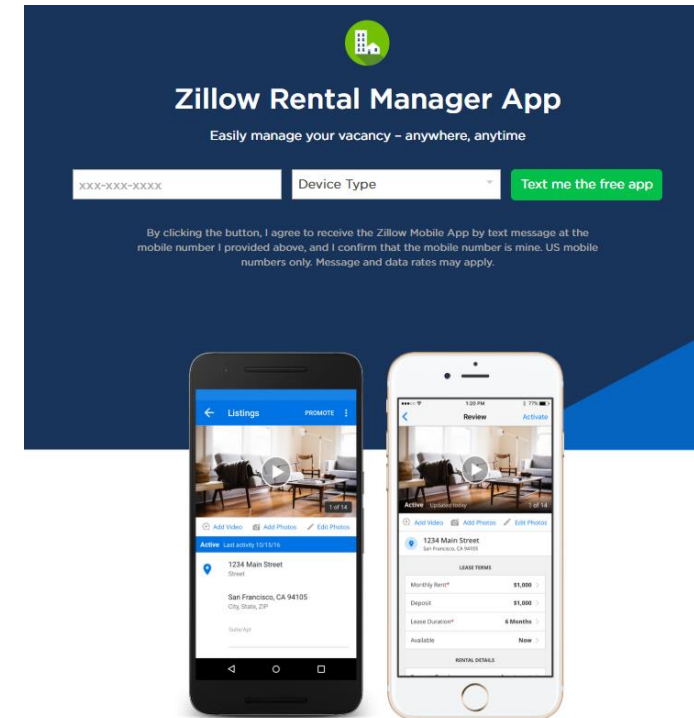 Zillow Rental Manager App
Easily manage your vacancy – anywhere, anytime
xxx-xxx-xxxx
Device Type
Text me the free app
By clicking the button, I agree to receive the Zillow Mobile App by text message at the
mobile number I provided above, and I confirm that the mobile number is mine. US mobile
numbers only. Message and data rates may apply.
Listings
PROMOTE
1 of 14
Add Video
Add Photos
Edit Photos
Active Last activity 10/15/16
1234 Main Street
Street
San Francisco, CA 94105
City, State, ZIP
1:20 PM
77%
Review
Activate
Active Updated today
1 of 14
Add Video
Add Photos
Edit Photos
1234 Main Street
San Francisco, CA 94105
LEASE TERMS
Monthly Rent* $1,000
Deposit $1,000
Lease Duration* 6 Months
Available Now
RENTAL DETAILS